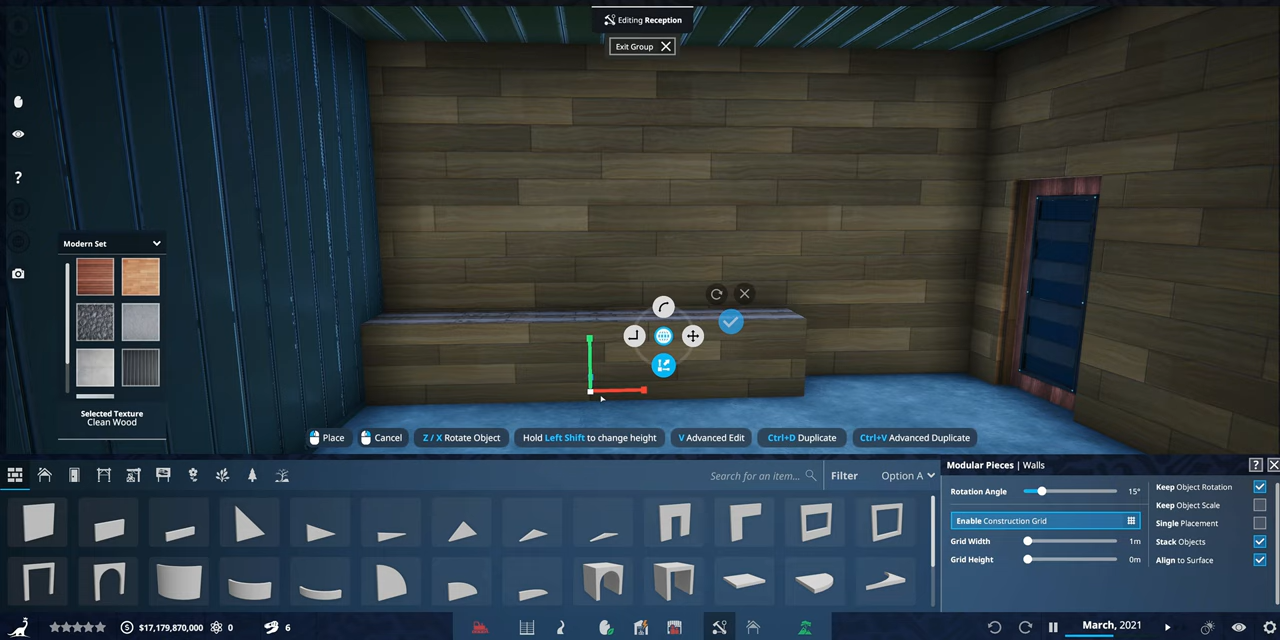 Editing Reception
Exit Group
Modern Set
Selected Texture
Clean Wood
Place
Cancel
Z / X Rotate Object
Hold Left Shift to change height
V Advanced Edit
Ctrl+D Duplicate
Ctrl+V Advanced Duplicate
Search for an item...
Filter
Option A
Modular Pieces | Walls
?
Rotation Angle
15°
Keep Object Rotation
Enable Construction Grid
Keep Object Scale
Single Placement
Grid Width
1m
Stack Objects
Grid Height
0m
Align to Surface
$17,179,870,000
0
6
March, 2021